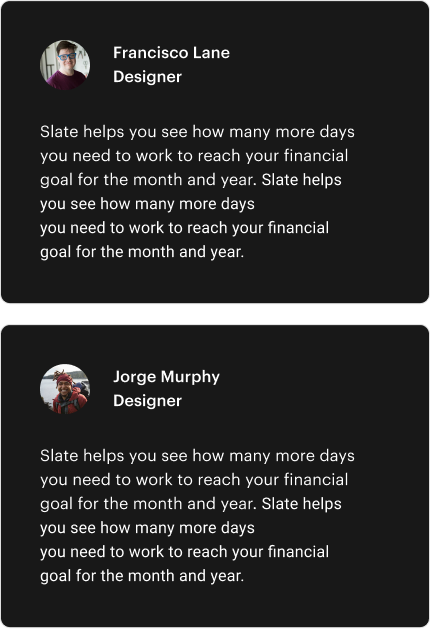 Francisco Lane
Designer
Slate helps you see how many more days
you need to work to reach your financial
goal for the month and year. Slate helps
you see how many more days
you need to work to reach your financial
goal for the month and year.
Jorge Murphy
Designer
Slate helps you see how many more days
you need to work to reach your financial
goal for the month and year. Slate helps
you see how many more days
you need to work to reach your financial
goal for the month and year.